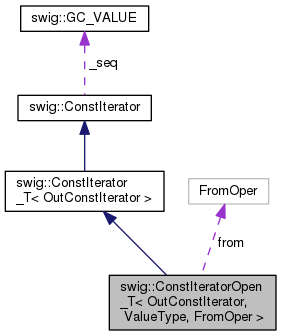 swig::GC_VALUE
_seq
swig::ConstIterator
swig::ConstIterator
_T< OutConstIterator >
FromOper
from
swig::ConstIteratorOpen
_T< OutConstIterator,
ValueType, FromOper >